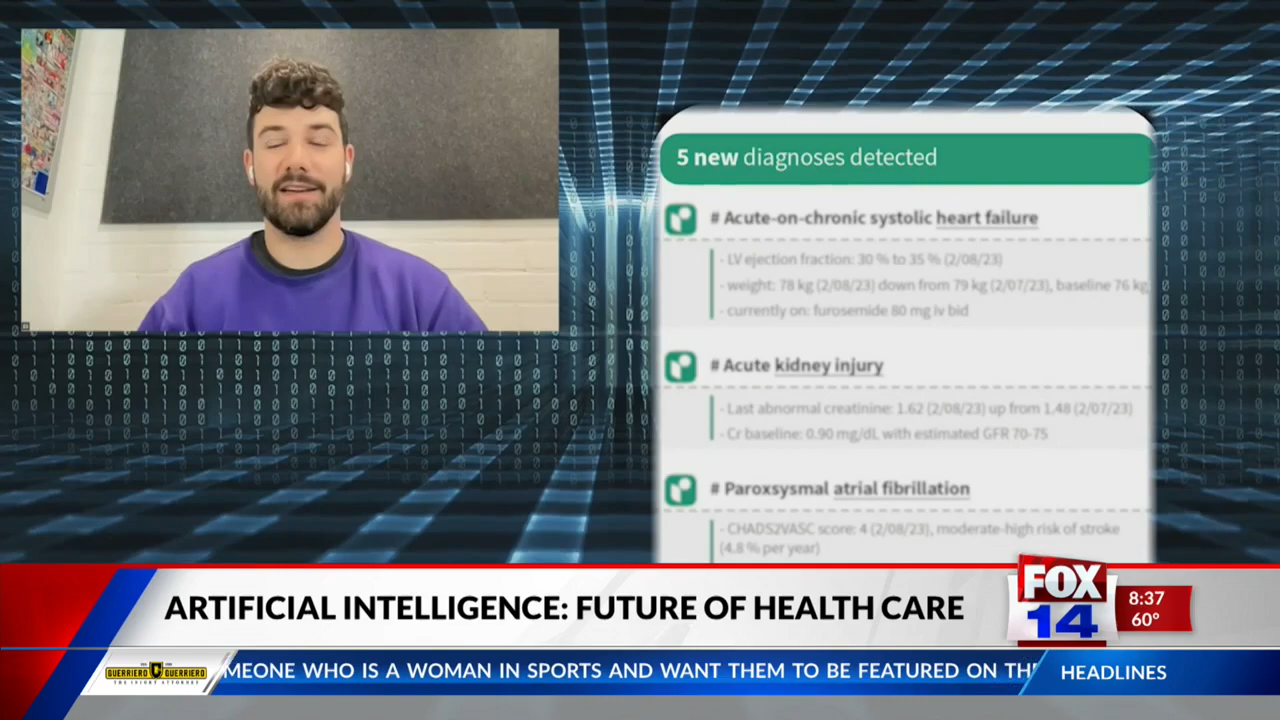 5 new diagnoses detected
# Acute-on-chronic systolic heart failure
- LV ejection fraction: 30 % to 35 % (2/08/23)
- weight: 78 kg (2/08/23) down from 79 kg (2/07/23), baseline 76 kg
- currently on: furosemide 80 mg iv bid
# Acute kidney injury
- Last abnormal creatinine: 1.62 (2/08/23) up from 1.48 (2/07/23)
- Cr baseline: 0.90 mg/dL with estimated GFR 70-75
# Paroxsysmal atrial fibrillation
- CHADS2VASC score: 4 (2/08/23), moderate-high risk of stroke
(4.8 % per year)
ARTIFICIAL INTELLIGENCE: FUTURE OF HEALTH CARE
FOX
14
8:37
60°
GUERRIERO GUERRIERO
THE INJURY ATTORNEYS
MEONE WHO IS A WOMAN IN SPORTS AND WANT THEM TO BE FEATURED ON TH
HEADLINES